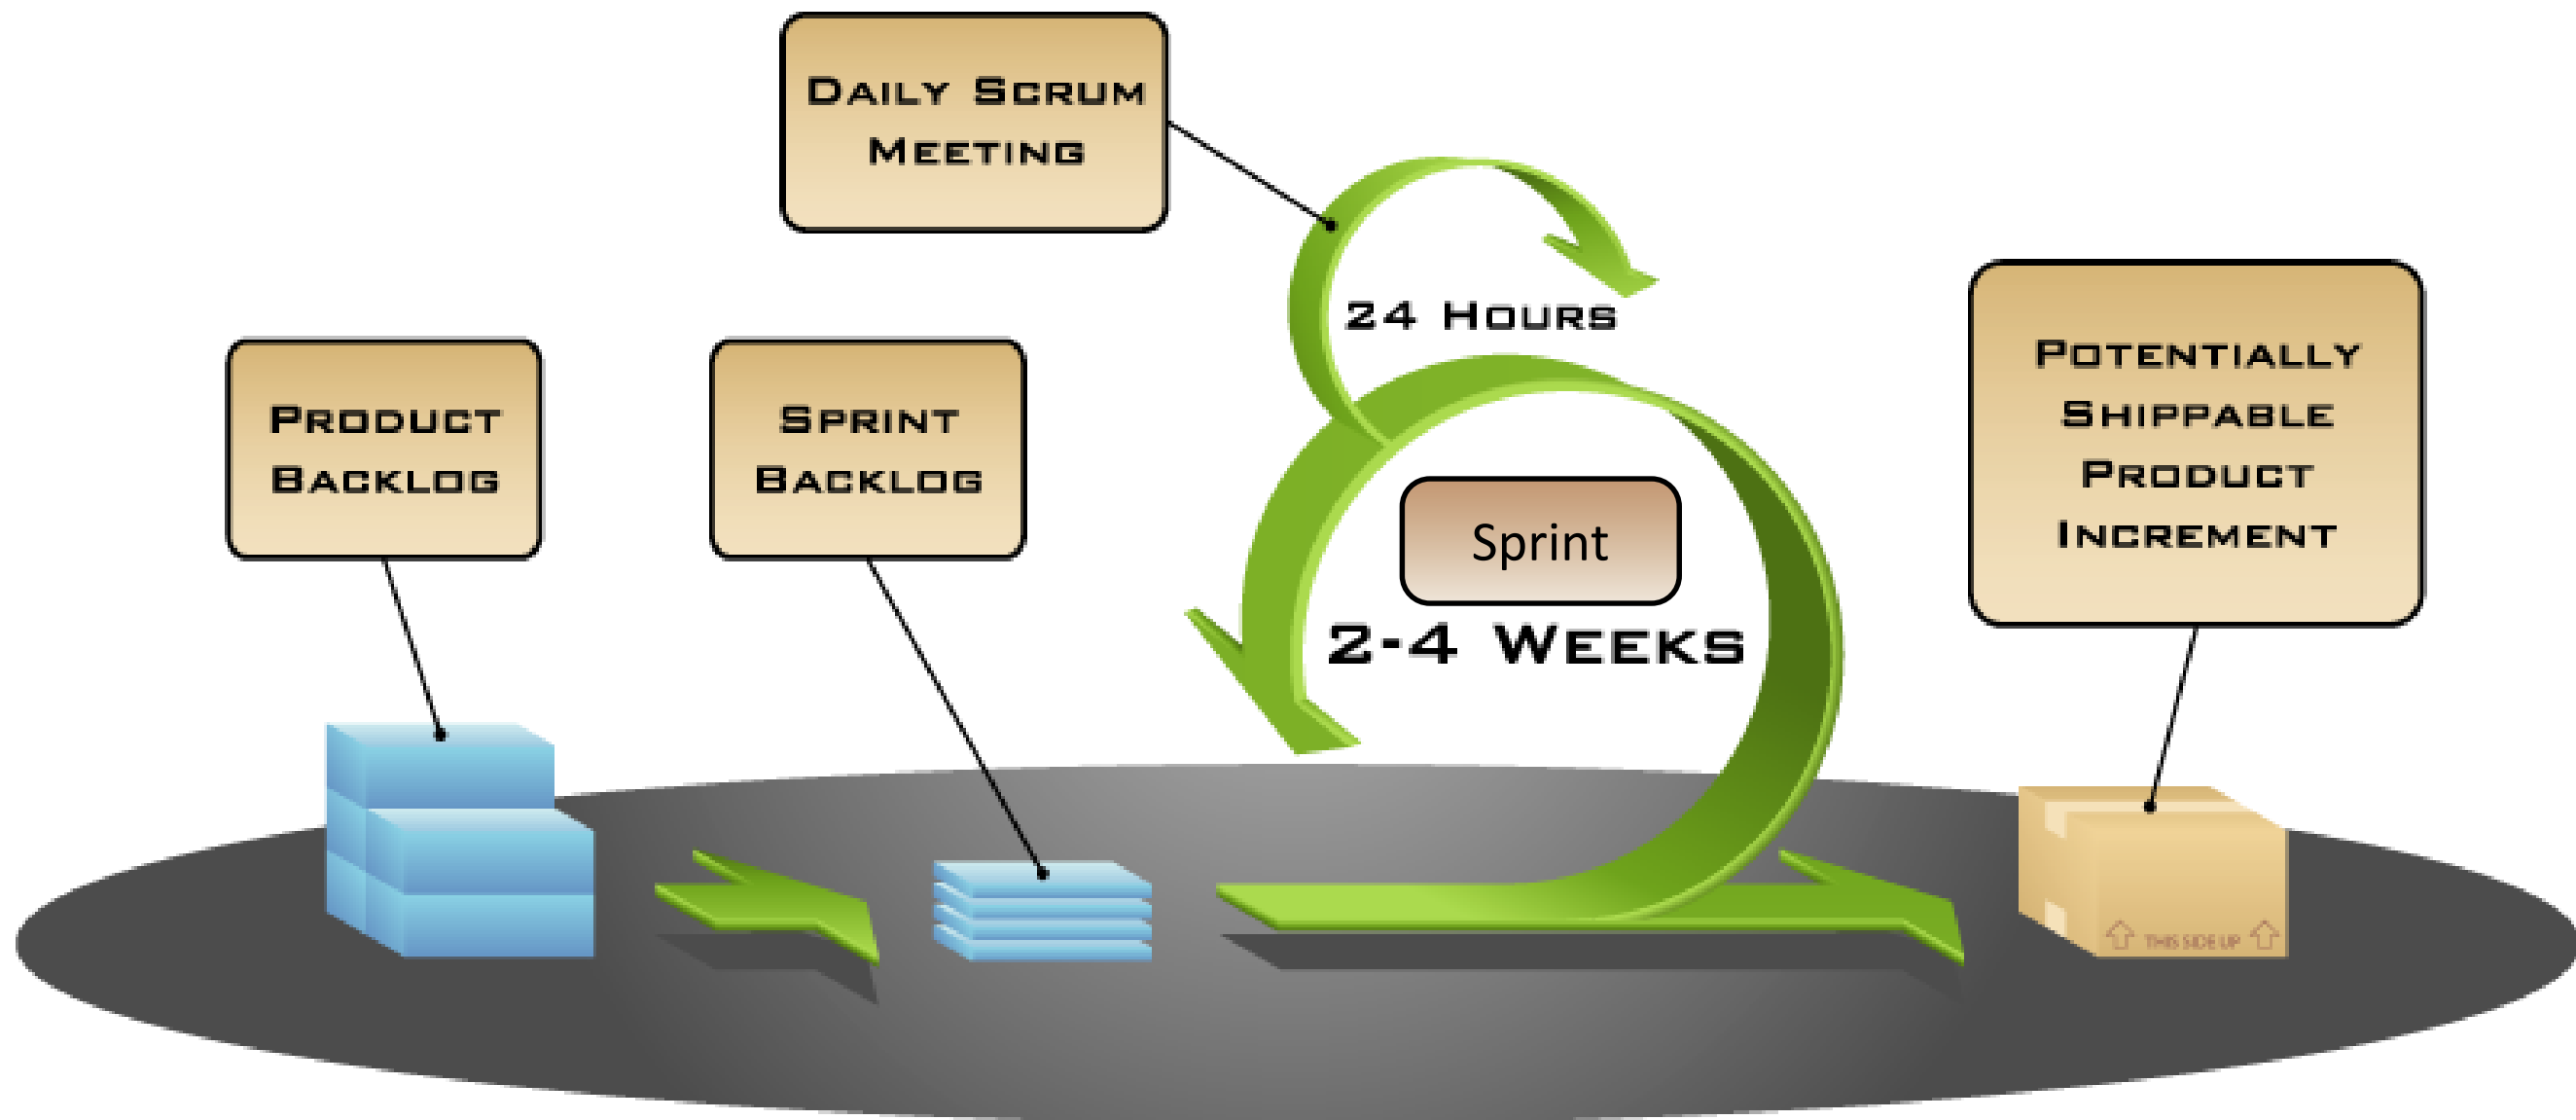 DAILY SCRUM
MEETING
24 HOURS
PRODUCT
BACKLOG
SPRINT
BACKLOG
Sprint
2-4 WEEKS
POTENTIALLY
SHIPPABLE
PRODUCT
INCREMENT
THIS SIDE UP